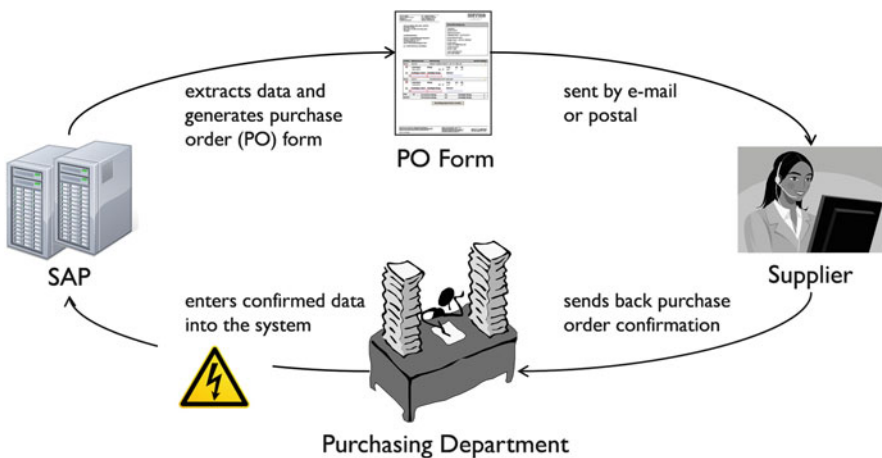 extracts data and
generates purchase
order (PO) form
PO Form
sent by e-mail
or postal
SAP
Supplier
enters confirmed data
into the system
sends back purchase
order confirmation
Purchasing Department